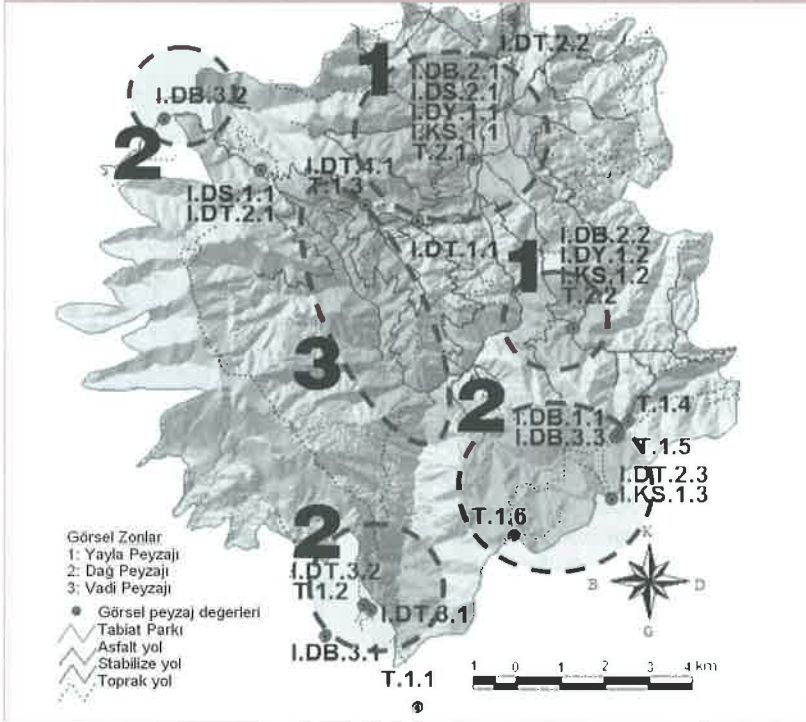 I.DT.2.2
1
I.DB.2.1
I.DS.2.1
I.DY.1.1
I.KS.1.1
T.2.1
I.DB.3.2
2
I.DT.4.1
T.1.3
I.DS.1.1
I.DT.2.1
I.DT.1.1
1
I.DB.2.2
I.DY.1.2
I.KS.1.2
T.2.2
3
2
I.DB.1.1
I.DB.3.3
T.1.4
T.1.5
I.DT.2.3
I.KS.1.3
T.1.6
2
I.DT.3.2
T.1.2
I.DT.3.1
I.DB.3.1
T.1.1
Görsel Zonlar
1: Yayla Peyzajı
2: Dağ Peyzajı
3: Vadi Peyzajı
Görsel peyzaj değerleri
Tabiat Parkı
Asfalt yol
Stabilize yol
Toprak yol
K
B D
G
1 0 1 2 3 4 km